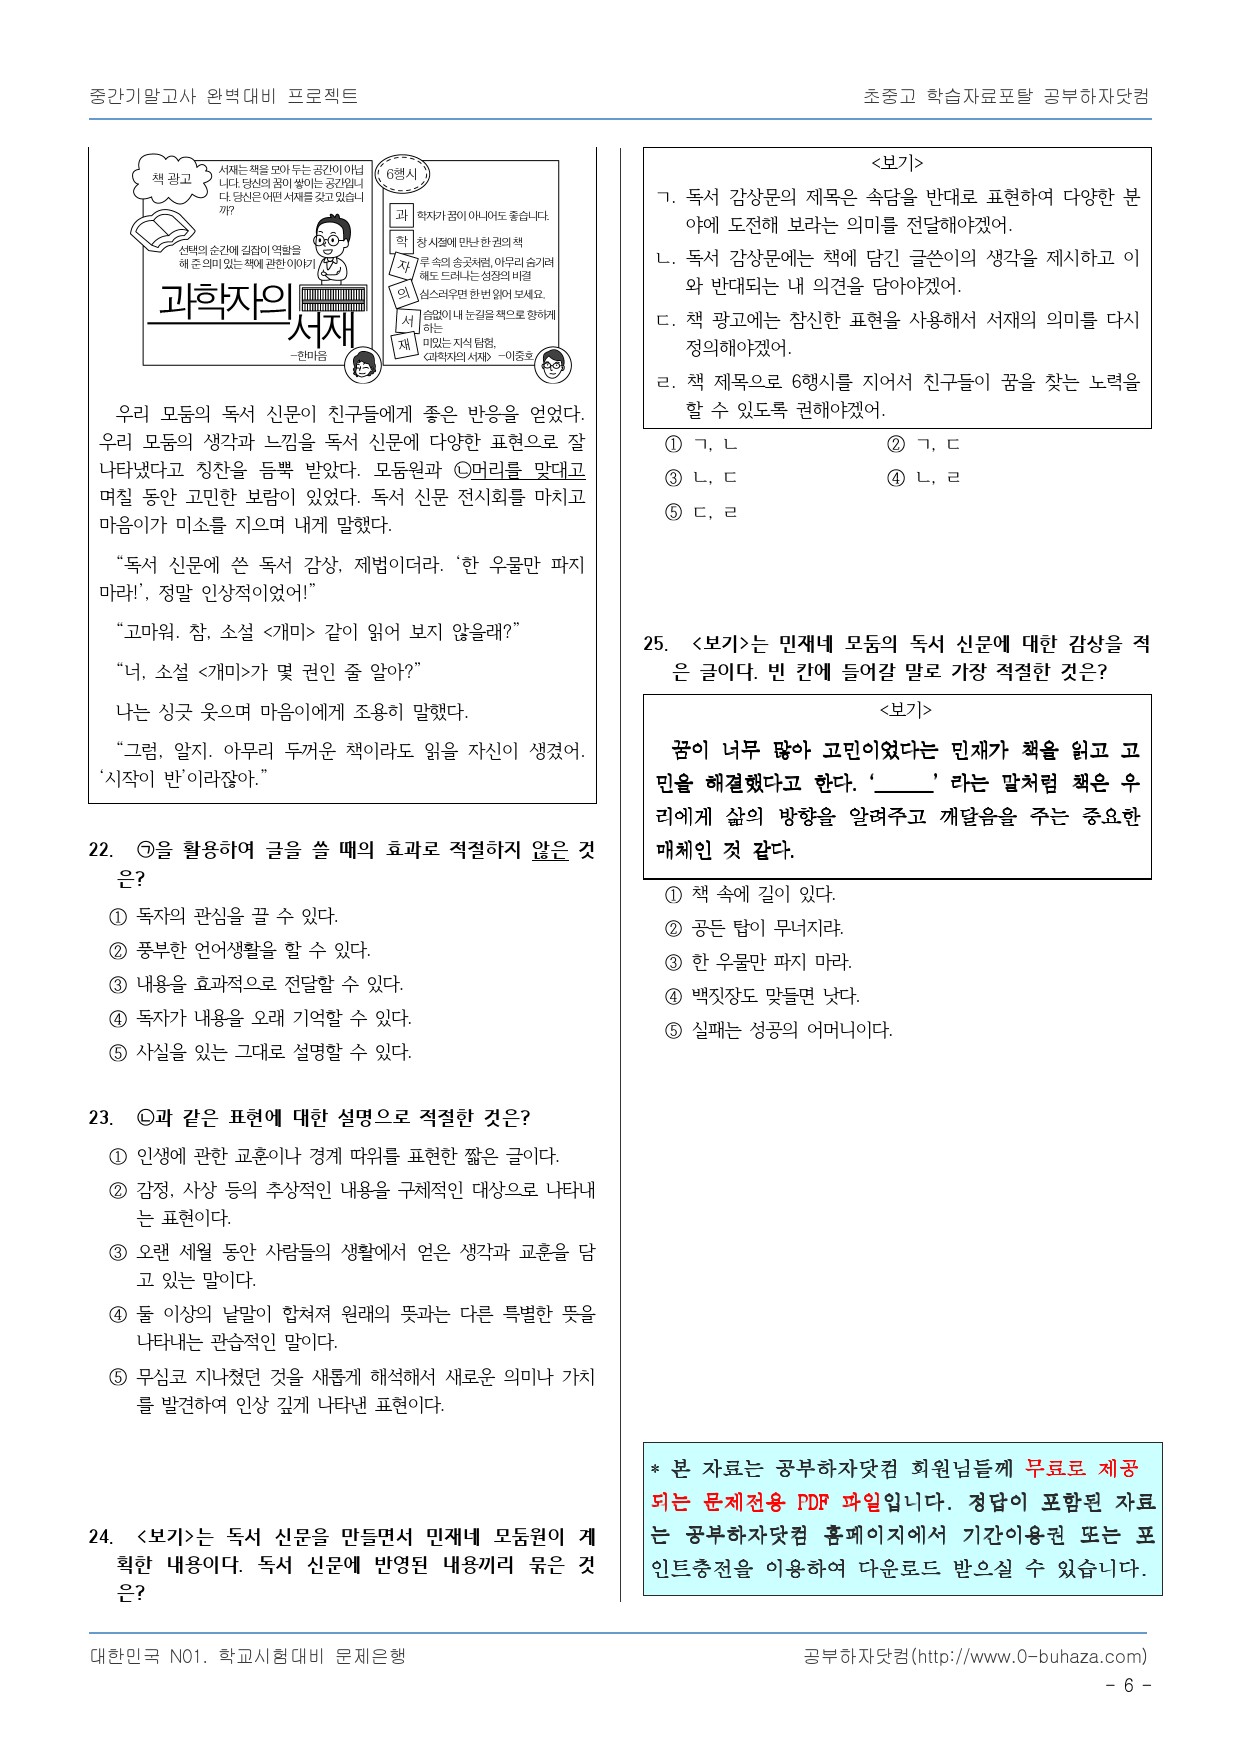 중간기말고사 완벽대비 프로젝트
초중고 학습자료포탈 공부하자닷컴
책 광고
서재는 책을 모아 두는 공간이 아닙
니다. 당신의 꿈이 쌓이는 공간입니
다. 당신은 어떤 서재를 갖고 있습니
까?
선택의 순간에 길잡이 역할을
해 준 의미 있는 책에 관한 이야기
과학자의
서재
-한마음
6행시
과 학자가 꿈이 아니어도 좋습니다.
학 창 시절에 만난 한 권의 책
자 루 속의 송곳처럼, 아무리 숨기려
해도 드러나는 성장의 비결
의 심스러우면 한 번 읽어 보세요.
서 슴없이 내 눈길을 책으로 향하게
하는
재 미있는 지식 탐험,
<과학자의 서재> -이중호
우리 모둠의 독서 신문이 친구들에게 좋은 반응을 얻었다.
우리 모둠의 생각과 느낌을 독서 신문에 다양한 표현으로 잘
나타냈다고 칭찬을 듬뿍 받았다. 모둠원과 ㉡머리를 맞대고
며칠 동안 고민한 보람이 있었다. 독서 신문 전시회를 마치고
마음이가 미소를 지으며 내게 말했다.
“독서 신문에 쓴 독서 감상, 제법이더라. ‘한 우물만 파지
마라!’, 정말 인상적이었어!”
“고마워. 참, 소설 <개미> 같이 읽어 보지 않을래?”
“너, 소설 <개미>가 몇 권인 줄 알아?”
나는 싱긋 웃으며 마음이에게 조용히 말했다.
“그럼, 알지. 아무리 두꺼운 책이라도 읽을 자신이 생겼어.
‘시작이 반’이라잖아.”
22. ㉠을 활용하여 글을 쓸 때의 효과로 적절하지 않은 것
은?
① 독자의 관심을 끌 수 있다.
② 풍부한 언어생활을 할 수 있다.
③ 내용을 효과적으로 전달할 수 있다.
④ 독자가 내용을 오래 기억할 수 있다.
⑤ 사실을 있는 그대로 설명할 수 있다.
23. ㉡과 같은 표현에 대한 설명으로 적절한 것은?
① 인생에 관한 교훈이나 경계 따위를 표현한 짧은 글이다.
② 감정, 사상 등의 추상적인 내용을 구체적인 대상으로 나타내
는 표현이다.
③ 오랜 세월 동안 사람들의 생활에서 얻은 생각과 교훈을 담
고 있는 말이다.
④ 둘 이상의 낱말이 합쳐져 원래의 뜻과는 다른 특별한 뜻을
나타내는 관습적인 말이다.
⑤ 무심코 지나쳤던 것을 새롭게 해석해서 새로운 의미나 가치
를 발견하여 인상 깊게 나타낸 표현이다.
24. <보기>는 독서 신문을 만들면서 민재네 모둠원이 계
획한 내용이다. 독서 신문에 반영된 내용끼리 묶은 것
은?
<보기>
ㄱ. 독서 감상문의 제목은 속담을 반대로 표현하여 다양한 분
야에 도전해 보라는 의미를 전달해야겠어.
ㄴ. 독서 감상문에는 책에 담긴 글쓴이의 생각을 제시하고 이
와 반대되는 내 의견을 담아야겠어.
ㄷ. 책 광고에는 참신한 표현을 사용해서 서재의 의미를 다시
정의해야겠어.
ㄹ. 책 제목으로 6행시를 지어서 친구들이 꿈을 찾는 노력을
할 수 있도록 권해야겠어.
① ㄱ, ㄴ ② ㄱ, ㄷ
③ ㄴ, ㄷ ④ ㄴ, ㄹ
⑤ ㄷ, ㄹ
25. <보기>는 민재네 모둠의 독서 신문에 대한 감상을 적
은 글이다. 빈 칸에 들어갈 말로 가장 적절한 것은?
<보기>
꿈이 너무 많아 고민이었다는 민재가 책을 읽고 고
민을 해결했다고 한다. ‘______’ 라는 말처럼 책은 우
리에게 삶의 방향을 알려주고 깨달음을 주는 중요한
매체인 것 같다.
① 책 속에 길이 있다.
② 공든 탑이 무너지랴.
③ 한 우물만 파지 마라.
④ 백짓장도 맞들면 낫다.
⑤ 실패는 성공의 어머니이다.
* 본 자료는 공부하자닷컴 회원님들께 무료로 제공
되는 문제전용 PDF 파일입니다. 정답이 포함된 자료
는 공부하자닷컴 홈페이지에서 기간이용권 또는 포
인트충전을 이용하여 다운로드 받으실 수 있습니다.
대한민국 N01. 학교시험대비 문제은행
공부하자닷컴(http://www.0-buhaza.com)
- 6 -